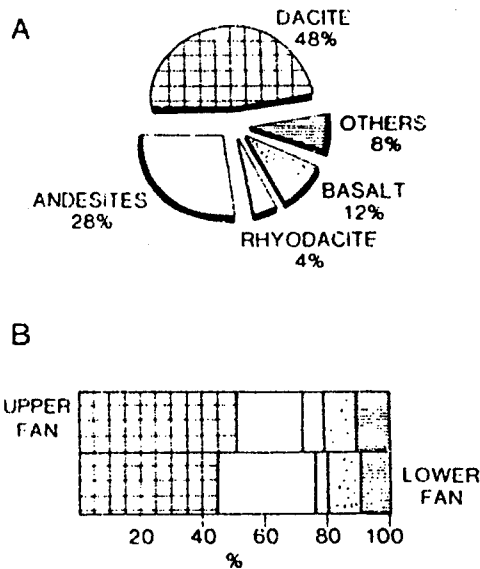 A
DACITE
48%
OTHERS
8%
BASALT
12%
RHYODACITE
4%
ANDESITES
28%
B
UPPER
FAN
LOWER
FAN
20 40 60 80 100
%